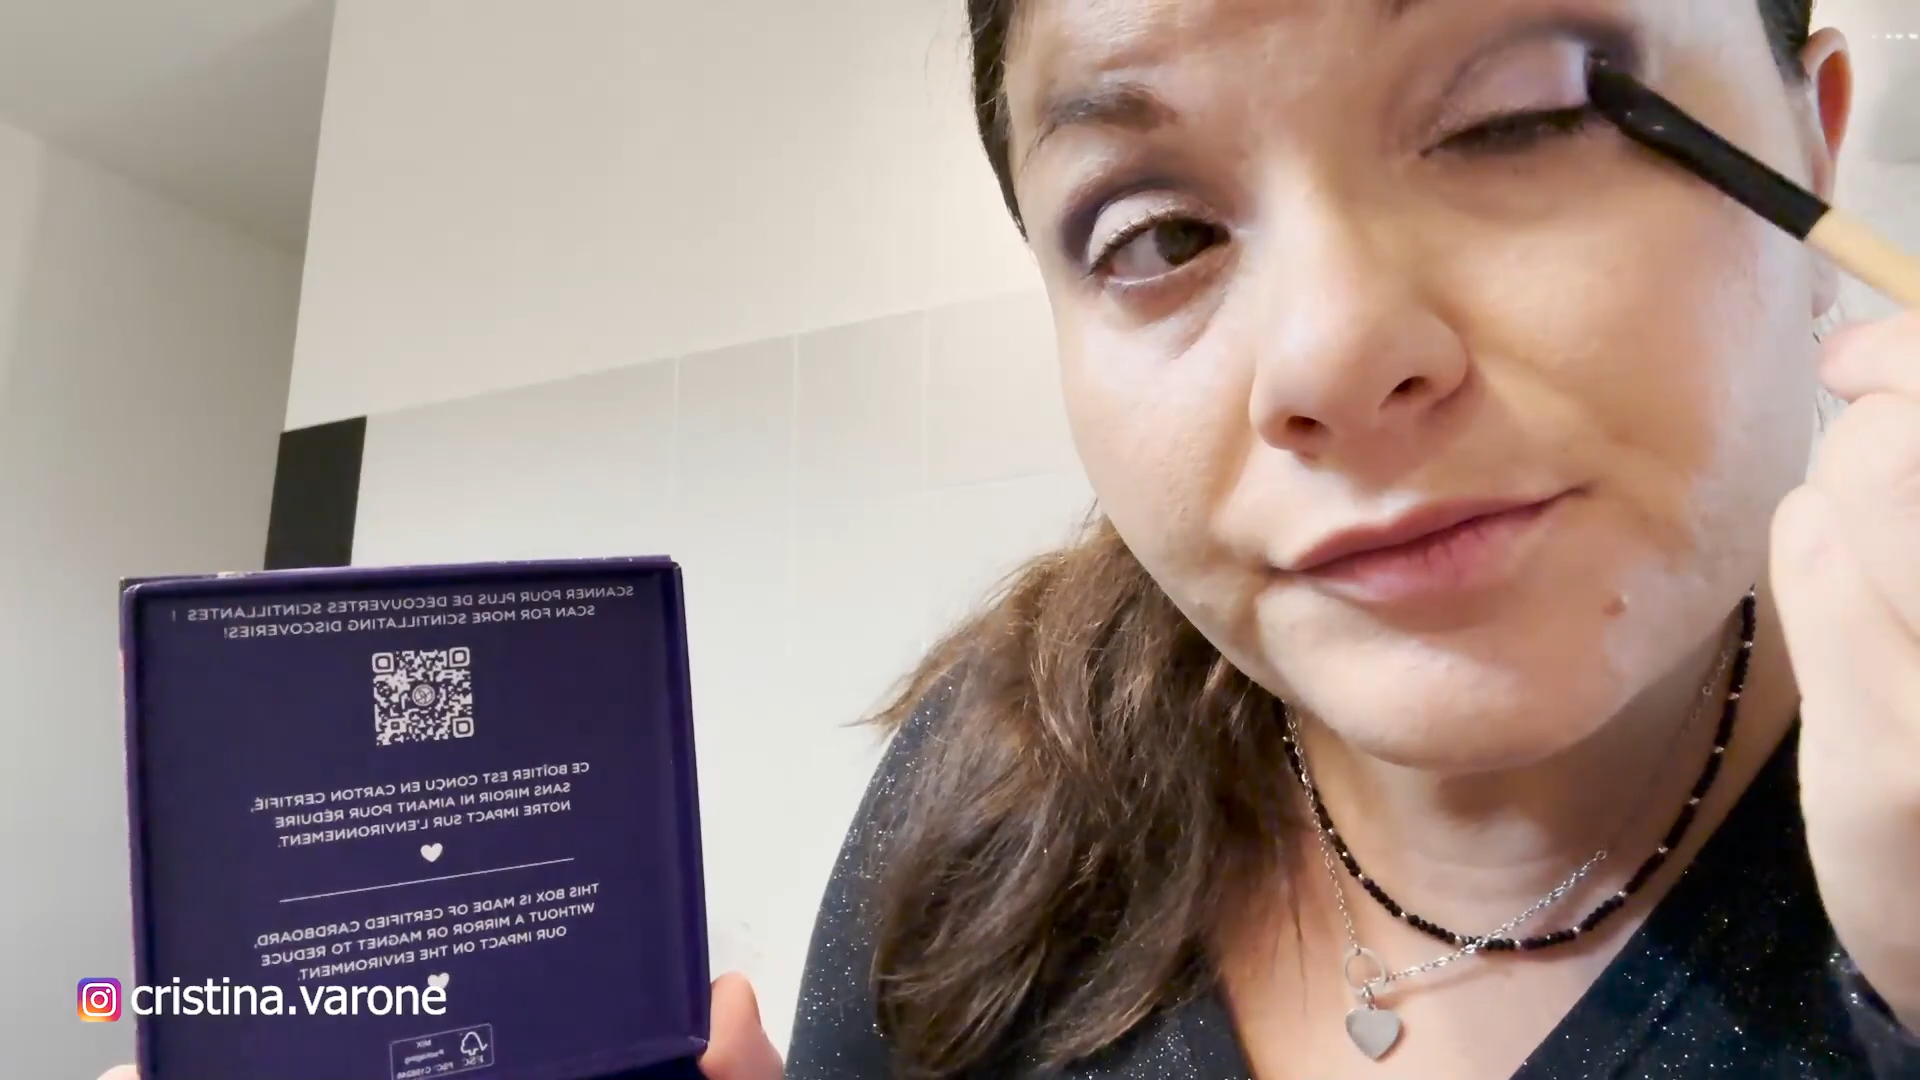 SCANNER POUR PLUS DE DÉCOUVERTES SCINTILLANTES !
SCAN FOR MORE SCINTILLATING DISCOVERIES!
CE BOÎTIER EST CONÇU EN CARTON CERTIFIÉ,
SANS MIROIR NI AIMANT POUR RÉDUIRE
NOTRE IMPACT SUR L'ENVIRONNEMENT.
THIS BOX IS MADE OF CERTIFIED CARDBOARD,
WITHOUT A MIRROR OR MAGNET TO REDUCE
OUR IMPACT ON THE ENVIRONMENT.
cristina.varone
MIX
Packaging
FSC